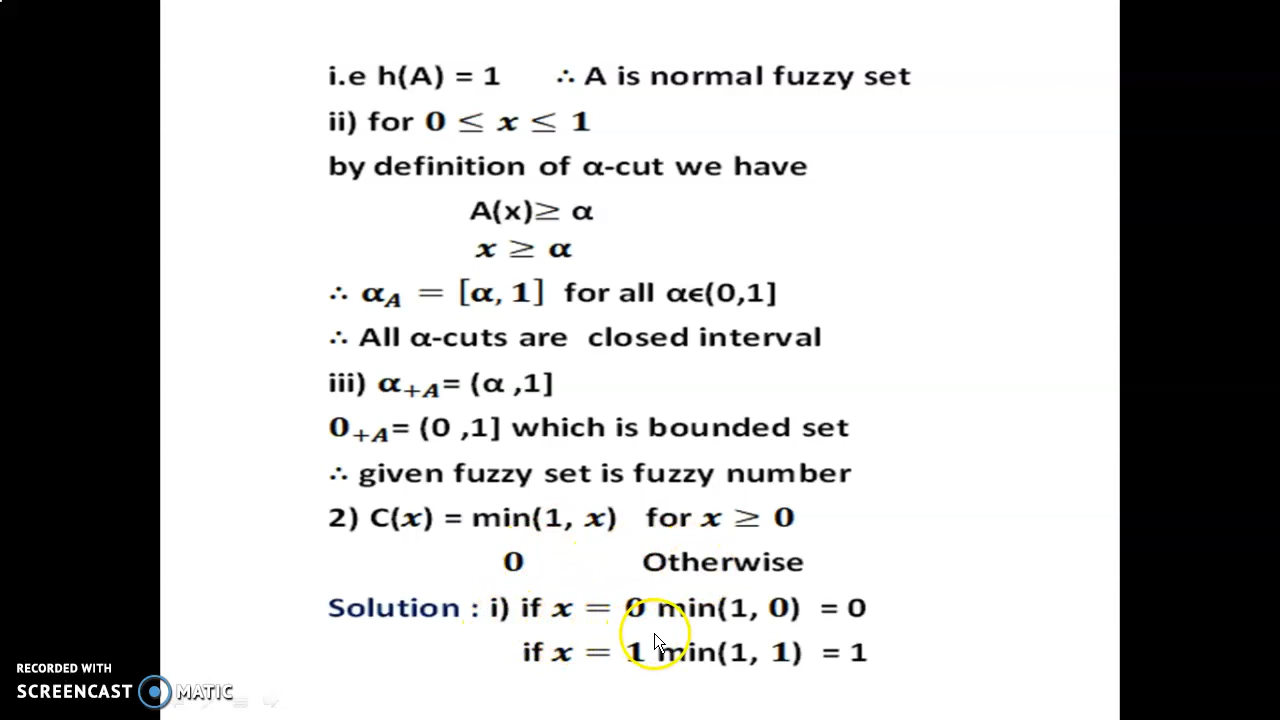 i.e h(A) = 1 ∴ A is normal fuzzy set
ii) for 0 ≤ x ≤ 1
by definition of α-cut we have
A(x)≥ α
x ≥ α
∴ α_A = [α, 1] for all αϵ(0,1]
∴ All α-cuts are closed interval
iii) α_+A= (α ,1]
0_+A= (0 ,1] which is bounded set
∴ given fuzzy set is fuzzy number
2) C(x) = min(1, x) for x ≥ 0
0 Otherwise
Solution : i) if x = 0 min(1, 0) = 0
if x = 1 min(1, 1) = 1
RECORDED WITH
SCREENCAST MATIC